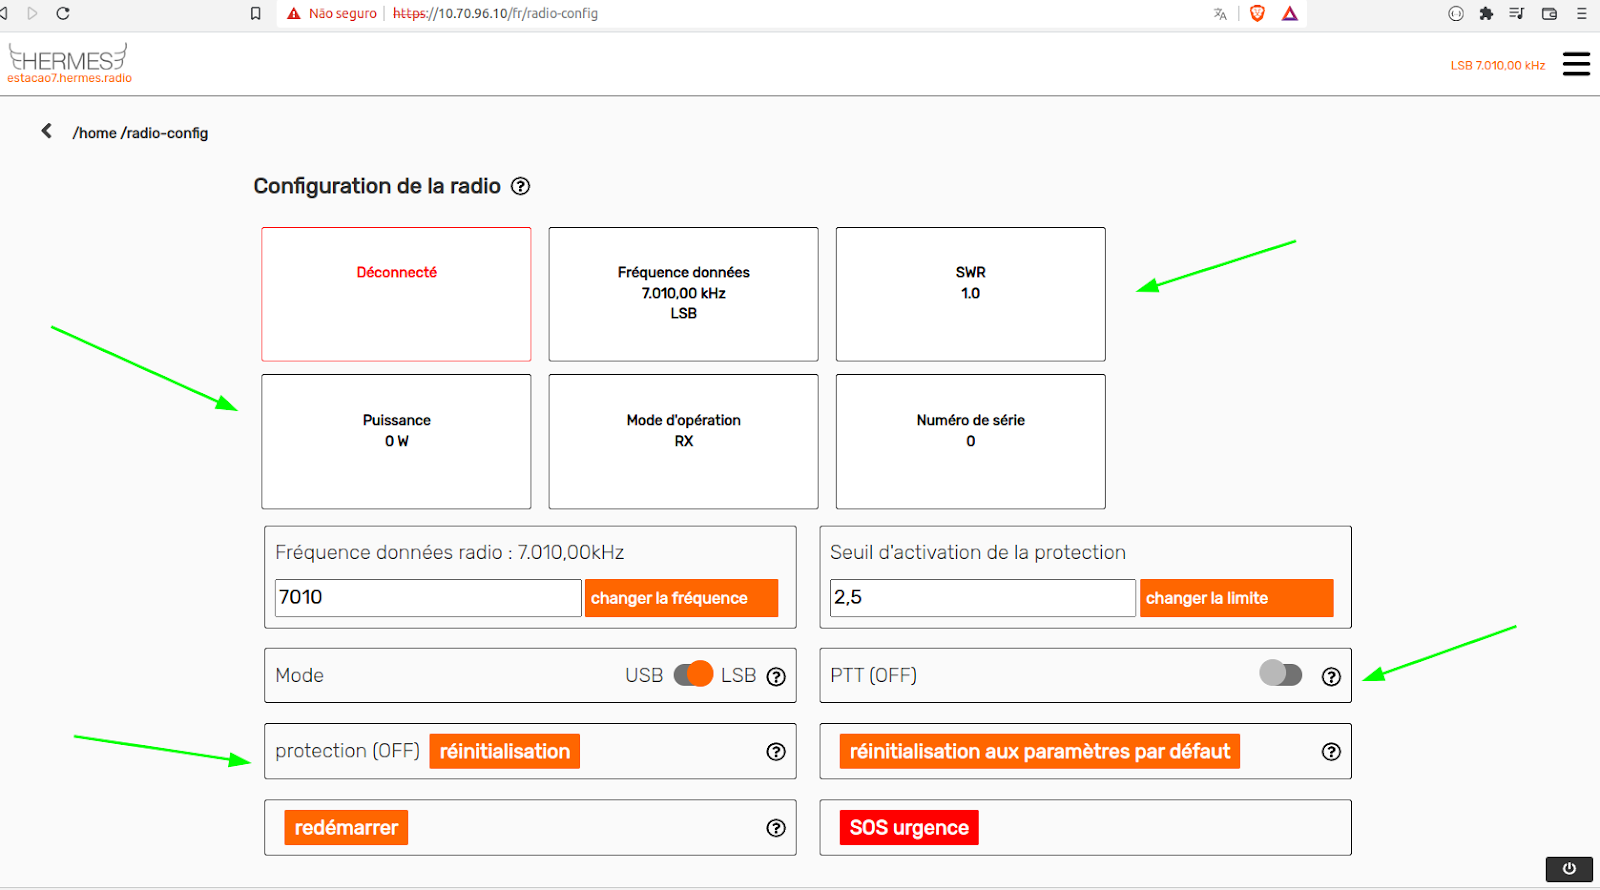 Não seguro
https://10.70.96.10/fr/radio-config
HERMES
estacao7.hermes.radio
LSB 7.010,00 kHz
/home /radio-config
Configuration de la radio
Déconnecté
Fréquence données
7.010,00 kHz
LSB
SWR
1.0
Puissance
0 W
Mode d'opération
RX
Numéro de série
0
Fréquence données radio : 7.010,00kHz
7010
changer la fréquence
Seuil d'activation de la protection
2,5
changer la limite
Mode
USB
LSB
PTT (OFF)
protection (OFF)
réinitialisation
réinitialisation aux paramètres par défaut
redémarrer
SOS urgence